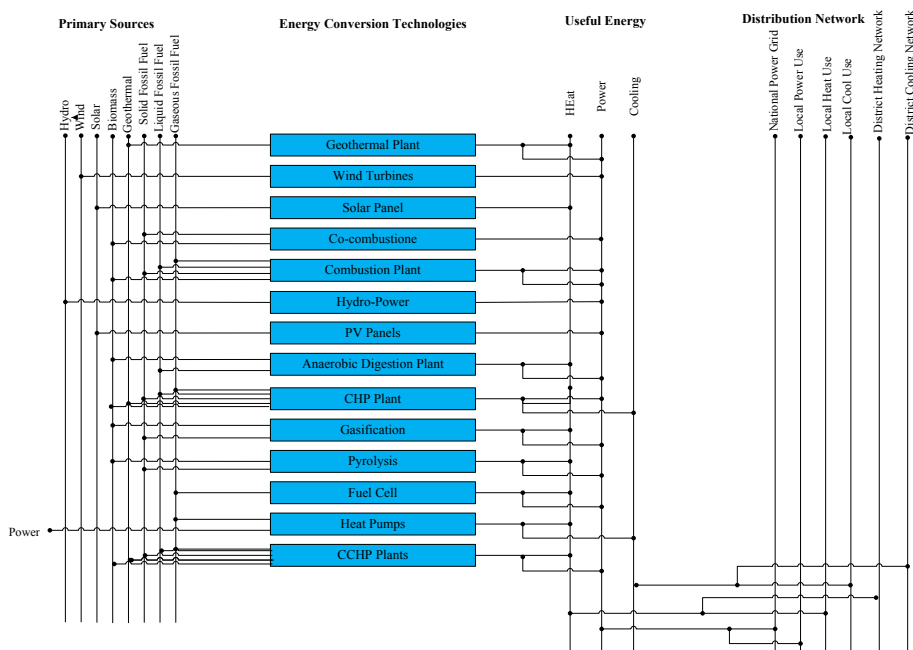 Primary Sources
Energy Conversion Technologies
Useful Energy
Distribution Network
Hydro
Wind
Solar
Biomass
Geothermal
Solid Fossil Fuel
Liquid Fossil Fuel
Gaseous Fossil Fuel
HEat
Power
Cooling
National Power Grid
Local Power Use
Local Heat Use
Local Cool Use
District Heating Network
District Cooling Network
Geothermal Plant
Wind Turbines
Solar Panel
Co-combustione
Combustion Plant
Hydro-Power
PV Panels
Anaerobic Digestion Plant
CHP Plant
Gasification
Pyrolysis
Fuel Cell
Heat Pumps
Power
CCHP Plants